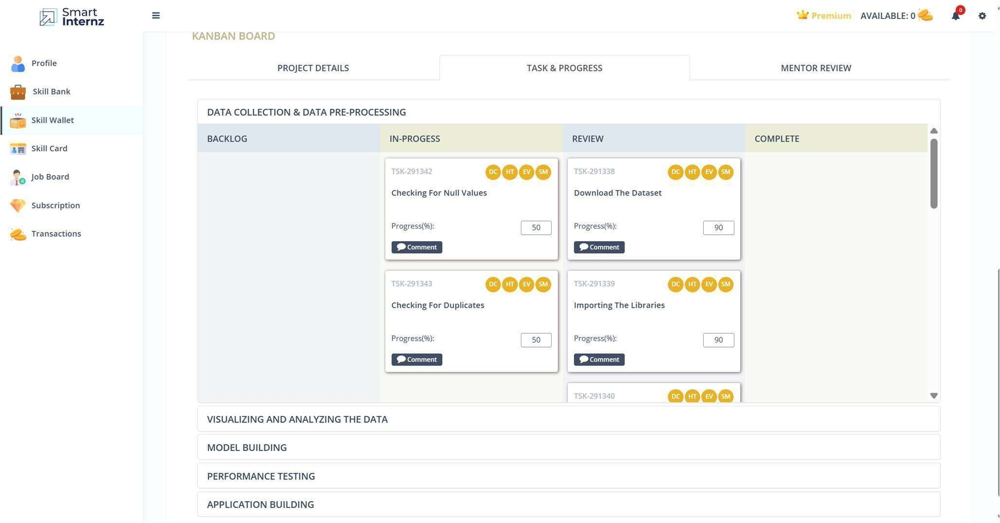 Smart
Internz
Premium
AVAILABLE: 0
0
KANBAN BOARD
Profile
Skill Bank
Skill Wallet
Skill Card
Job Board
Subscription
Transactions
PROJECT DETAILS
TASK & PROGRESS
MENTOR REVIEW
DATA COLLECTION & DATA PRE-PROCESSING
BACKLOG
IN-PROGESS
REVIEW
COMPLETE
TSK-291342
DC HT EV SM
Checking For Null Values
Progress(%): 50
Comment
TSK-291343
DC HT EV SM
Checking For Duplicates
Progress(%): 50
Comment
TSK-291338
DC HT EV SM
Download The Dataset
Progress(%): 90
Comment
TSK-291339
DC HT EV SM
Importing The Libraries
Progress(%): 90
Comment
TSK-291340
DC HT EV SM
VISUALIZING AND ANALYZING THE DATA
MODEL BUILDING
PERFORMANCE TESTING
APPLICATION BUILDING